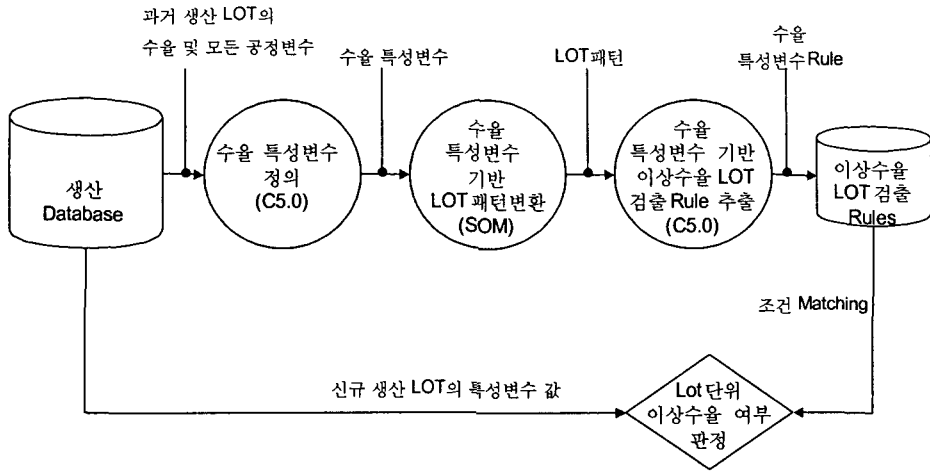 과거 생산 LOT의
수율 및 모든 공정변수
수율 특성변수
LOT패턴
수율
특성변수 Rule
생산
Database
수율 특성변수
정의
(C5.0)
수율
특성변수
기반
LOT패턴변환
(SOM)
수율
특성변수 기반
이상수율 LOT
검출Rule 추출
(C5.0)
이상수율
LOT 검출
Rules
조건 Matching
신규 생산 LOT의 특성변수 값
Lot단위
이상수율 여부
판정